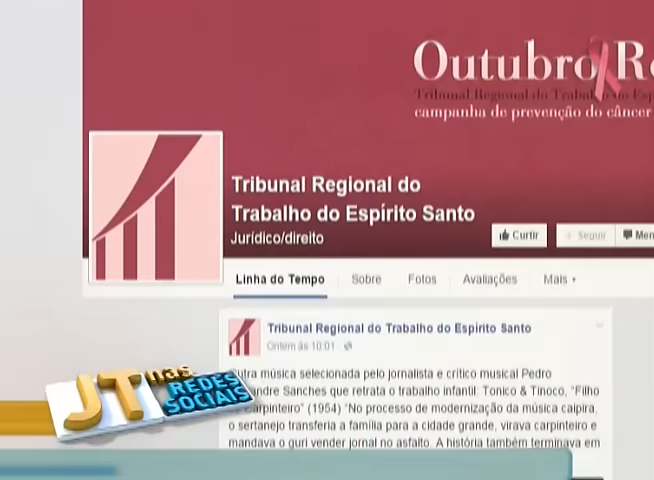 Outubro
Tribunal Regional do Trabalho do Esp
campanha de prevenção do câncer
Tribunal Regional do
Trabalho do Espírito Santo
Jurídico/direito
Curtir
Seguir
Linha do Tempo Sobre Fotos Avaliações Mais
Tribunal Regional do Trabalho do Espírito Santo
Ontem às 10:01
utra música selecionada pelo jornalista e crítico musical Pedro
andre Sanches que retrata o trabalho infantil: Tonico & Tinoco, "Filho
Carpinteiro" (1954) "No processo de modernização da música caipira,
o sertanejo transferia a família para a cidade grande, virava carpinteiro e
mandava o guri vender jornal no asfalto. A história também terminava em
JT nas
REDES
SOCIAIS